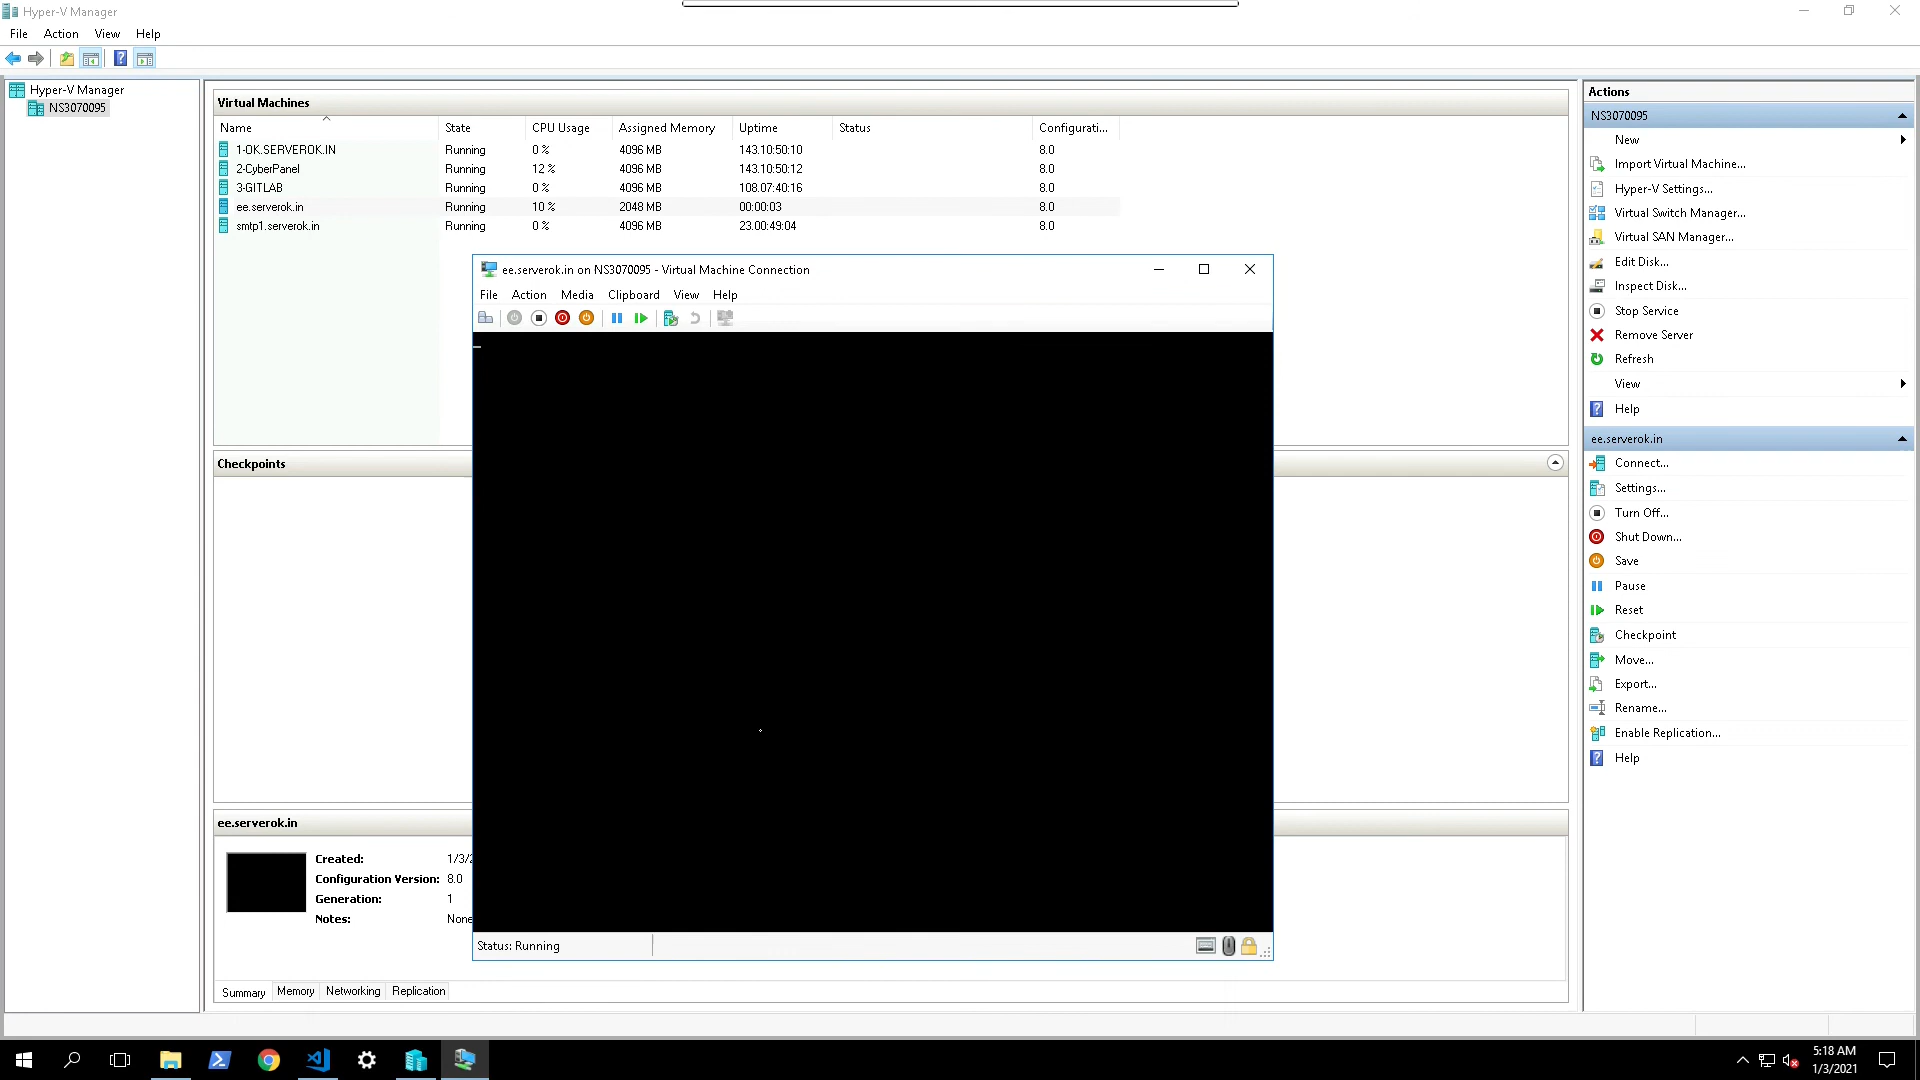 Hyper-V Manager
File Action View Help
Hyper-V Manager
NS3070095
Virtual Machines
Name State CPU Usage Assigned Memory Uptime Status Configurati...
1-OK.SERVEROK.IN Running 0 % 4096 MB 143.10:50:10 8.0
2-CyberPanel Running 12 % 4096 MB 143.10:50:12 8.0
3-GITLAB Running 0 % 4096 MB 108.07:40:16 8.0
ee.serverok.in Running 10 % 2048 MB 00:00:03 8.0
smtp1.serverok.in Running 0 % 4096 MB 23.00:49:04 8.0
ee.serverok.in on NS3070095 - Virtual Machine Connection
File Action Media Clipboard View Help
Status: Running
Checkpoints
ee.serverok.in
Created: 1/3/2
Configuration Version: 8.0
Generation: 1
Notes: None
Summary Memory Networking Replication
Actions
NS3070095
New
Import Virtual Machine...
Hyper-V Settings...
Virtual Switch Manager...
Virtual SAN Manager...
Edit Disk...
Inspect Disk...
Stop Service
Remove Server
Refresh
View
Help
ee.serverok.in
Connect...
Settings...
Turn Off...
Shut Down...
Save
Pause
Reset
Checkpoint
Move...
Export...
Rename...
Enable Replication...
Help
5:18 AM
1/3/2021